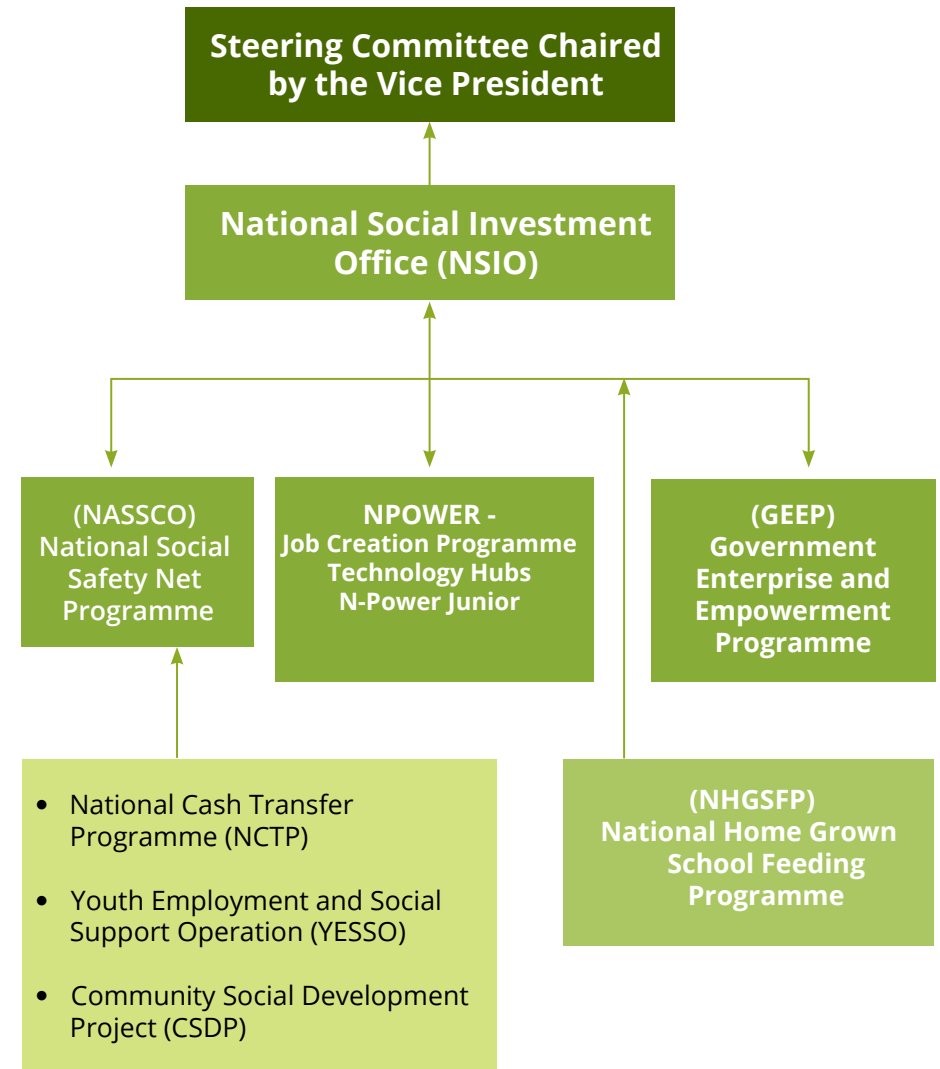 Steering Committee Chaired
by the Vice President
National Social Investment
Office (NSIO)
(NASSCO)
National Social
Safety Net
Programme
NPOWER -
Job Creation Programme
Technology Hubs
N-Power Junior
(GEEP)
Government
Enterprise and
Empowerment
Programme
• National Cash Transfer
Programme (NCTP)
• Youth Employment and Social
Support Operation (YESSO)
• Community Social Development
Project (CSDP)
(NHGSFP)
National Home Grown
School Feeding
Programme